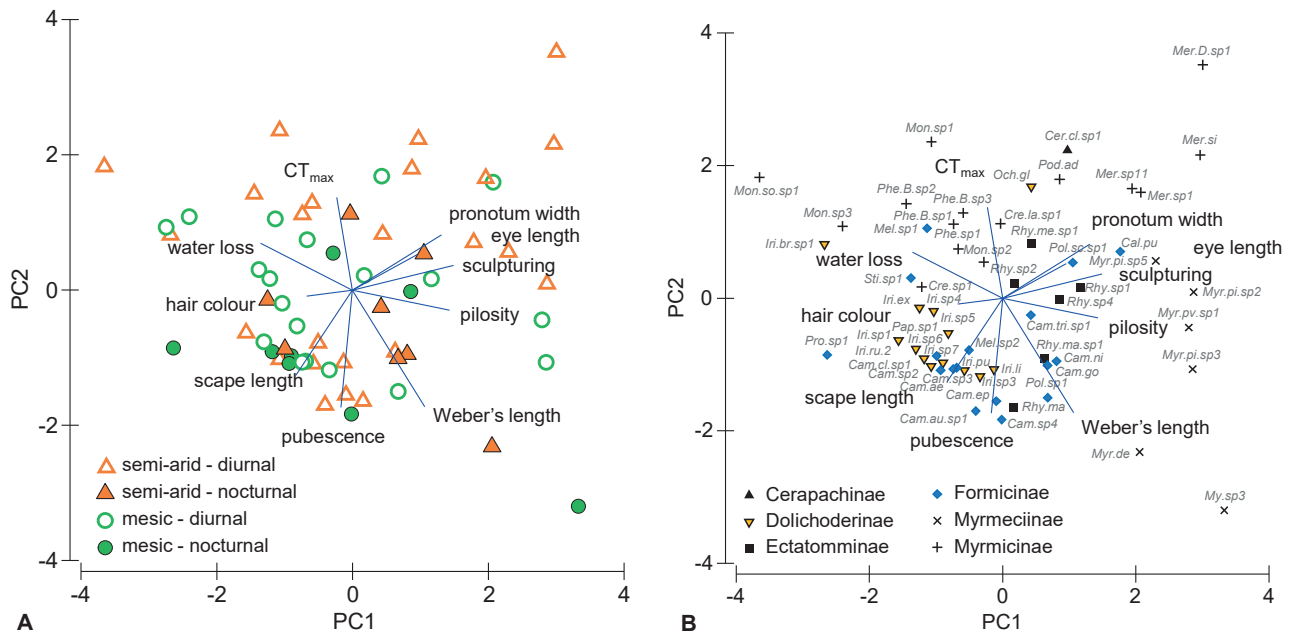 4
2
0
-2
-4
PC2
-4
-2
0
2
4
PC1
A
CTmax
pronotum width
eye length
water loss
sculpturing
hair colour
pilosity
scape length
Weber's length
pubescence
semi-arid - diurnal
semi-arid - nocturnal
mesic - diurnal
mesic - nocturnal
4
2
0
-2
-4
-4
-2
0
2
4
PC1
B
Mer.D.sp1
Mon.sp1
Cer.cl.sp1
Mer.si
CTmax
Pod.ad
Och.gl
Mer.sp11
Mon.so.sp1
Phe.B.sp2
Mer.sp1
Phe.B.sp3
Mon.sp3
Phe.B.sp1
Cre.la.sp1
pronotum width
Mel.sp1
Phe.sp1
Rhy.me.sp1
Iri.br.sp1
Mon.sp2
Pol.sc.sp1
Cal.pu
eye length
water loss
Rhy.sp2
Myr.pi.sp5
sculpturing
Sti.sp1
Cre.sp1
Rhy.sp1
Myr.pi.sp2
Iri.ex
Iri.sp4
Rhy.sp4
hair colour
Iri.sp5
Myr.pv.sp1
Cam.tri.sp1
pilosity
Iri.sp1
Pap.sp1
Iri.sp6
Pro.sp1
Iri.ru.2
Iri.sp7
Mel.sp2
Rhy.ma.sp1
Myr.pi.sp3
Cam.cl.sp1
Iri.pu
Iri.li
Cam.ni
Cam.sp2
Cam.sp3
Iri.sp3
Cam.go
scape length
Cam.ae
Cam.ep
Pol.sp1
Rhy.ma
Cam.au.sp1
Cam.sp4
Weber's length
pubescence
Myr.de
My.sp3
Cerapachinae
Formicinae
Dolichoderinae
Myrmeciinae
Ectatomminae
Myrmicinae